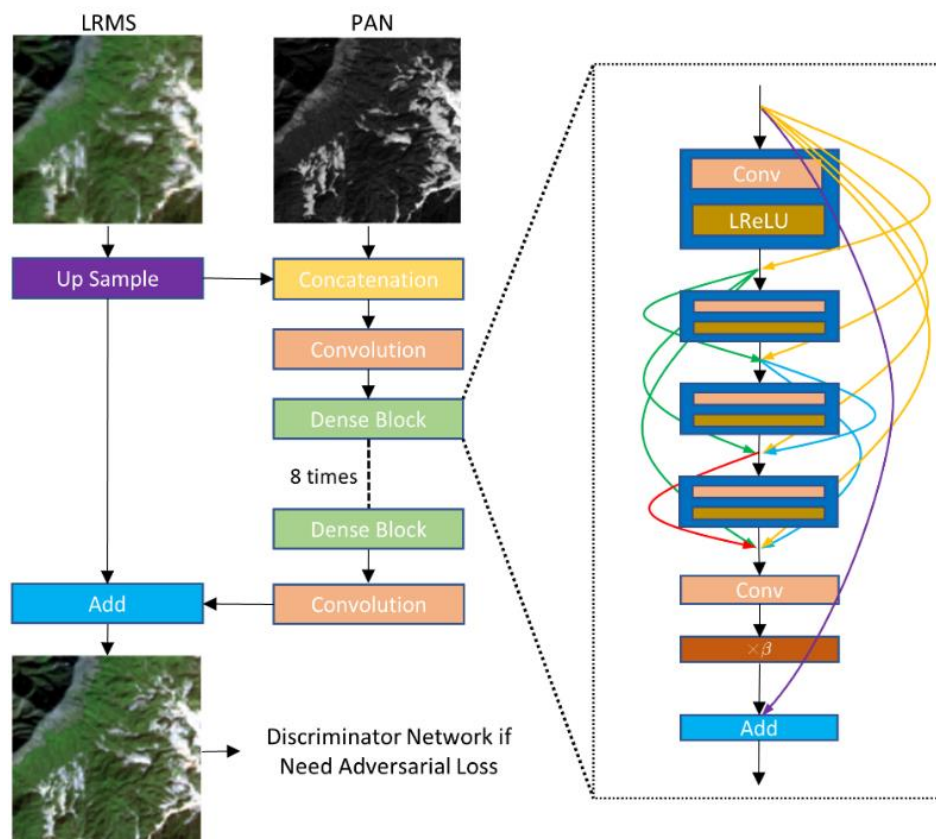 LRMS
PAN
Up Sample
Concatenation
Convolution
Dense Block
8 times
Dense Block
Add
Convolution
Discriminator Network if
Need Adversarial Loss
Conv
LReLU
Conv
×β
Add